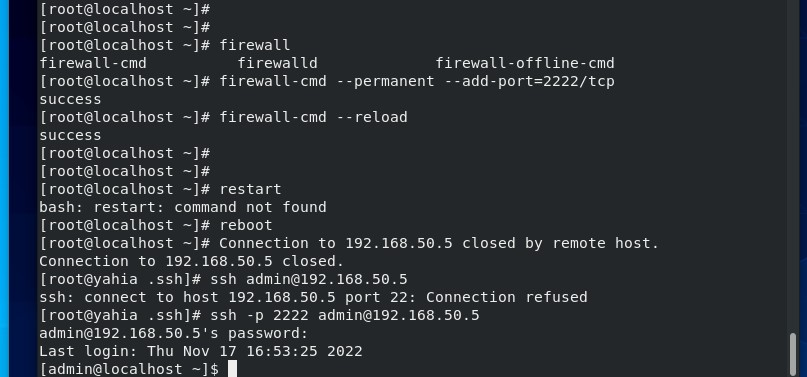 [root@localhost ~]#
[root@localhost ~]#
[root@localhost ~]# firewall
firewall-cmd          firewalld             firewall-offline-cmd
[root@localhost ~]# firewall-cmd --permanent --add-port=2222/tcp
success
[root@localhost ~]# firewall-cmd --reload
success
[root@localhost ~]#
[root@localhost ~]#
[root@localhost ~]# restart
bash: restart: command not found
[root@localhost ~]# reboot
[root@localhost ~]# Connection to 192.168.50.5 closed by remote host.
Connection to 192.168.50.5 closed.
[root@yahia .ssh]# ssh admin@192.168.50.5
ssh: connect to host 192.168.50.5 port 22: Connection refused
[root@yahia .ssh]# ssh -p 2222 admin@192.168.50.5
admin@192.168.50.5's password:
Last login: Thu Nov 17 16:53:25 2022
[admin@localhost ~]$